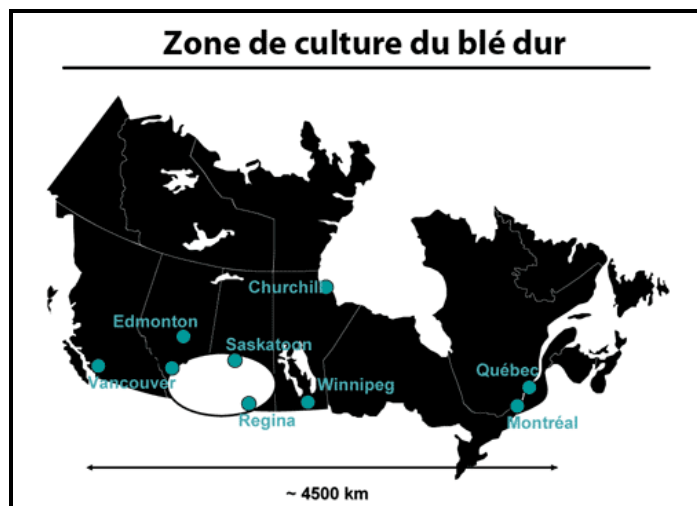 Zone de culture du blé dur
Churchill
Edmonton
Saskatoon
Vancouver
Winnipeg
Québec
Regina
Montréal
~ 4500 km